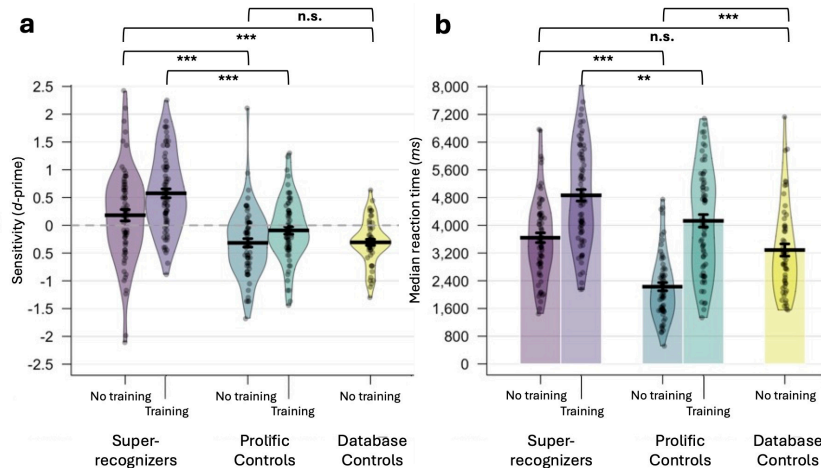 a
n.s.
***
***
***
Sensitivity (d-prime)
2.5
2
1.5
1
0.5
0
0.5
-1
-1.5
-2
-2.5
No training
Training
No training
Training
No training
Super-
recognizers
Prolific
Controls
Database
Controls
b
***
n.s.
***
**
Median reaction time (ms)
8,000
7,200
6,400
5,600
4,800
4,000
3,200
2,400
1,600
800
0
No training
Training
No training
Training
No training
Super-
recognizers
Prolific
Controls
Database
Controls